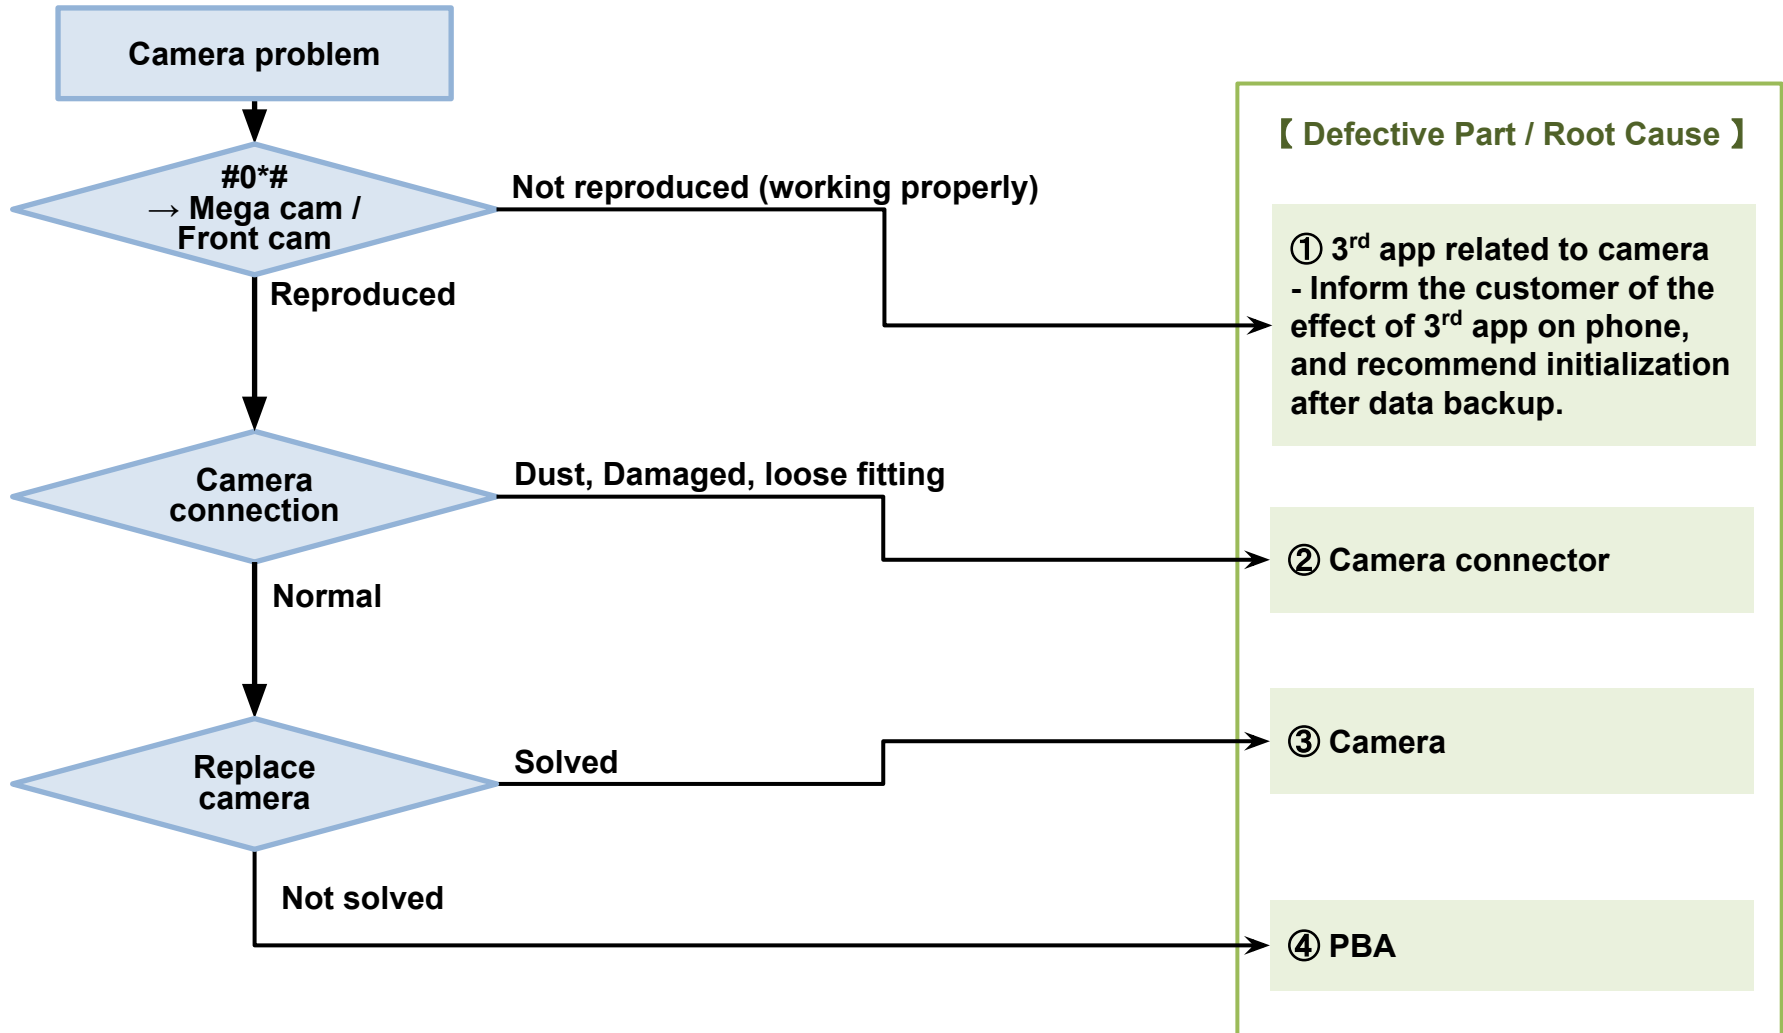 Camera problem
【 Defective Part / Root Cause 】
#0*#
→ Mega cam /
Front cam
Not reproduced (working properly)
Reproduced
① 3rd app related to camera
- Inform the customer of the
effect of 3rd app on phone,
and recommend initialization
after data backup.
Camera
connection
Dust, Damaged, loose fitting
② Camera connector
Normal
Replace
camera
Solved
③ Camera
Not solved
④ PBA